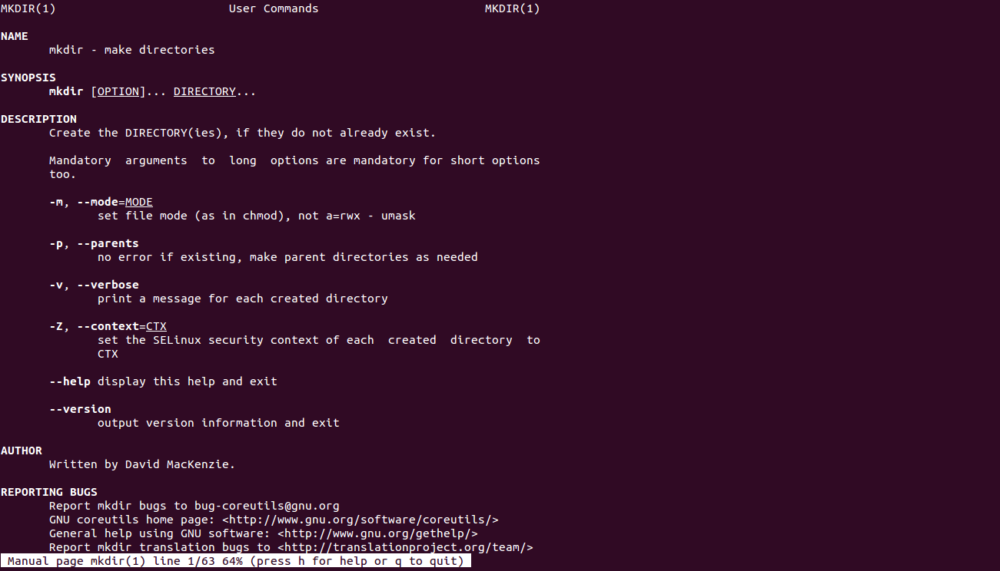 MKDIR(1)                         User Commands                        MKDIR(1)
NAME
       mkdir - make directories
SYNOPSIS
       mkdir [OPTION]... DIRECTORY...
DESCRIPTION
       Create the DIRECTORY(ies), if they do not already exist.
       Mandatory  arguments  to  long  options are mandatory for short options
       too.
       -m, --mode=MODE
              set file mode (as in chmod), not a=rwx - umask
       -p, --parents
              no error if existing, make parent directories as needed
       -v, --verbose
              print a message for each created directory
       -Z, --context=CTX
              set the SELinux security context of each  created  directory  to
              CTX
       --help display this help and exit
       --version
              output version information and exit
AUTHOR
       Written by David MacKenzie.
REPORTING BUGS
       Report mkdir bugs to bug-coreutils@gnu.org
       GNU coreutils home page: <http://www.gnu.org/software/coreutils/>
       General help using GNU software: <http://www.gnu.org/gethelp/>
       Report mkdir translation bugs to <http://translationproject.org/team/>
 Manual page mkdir(1) line 1/63 64% (press h for help or q to quit)